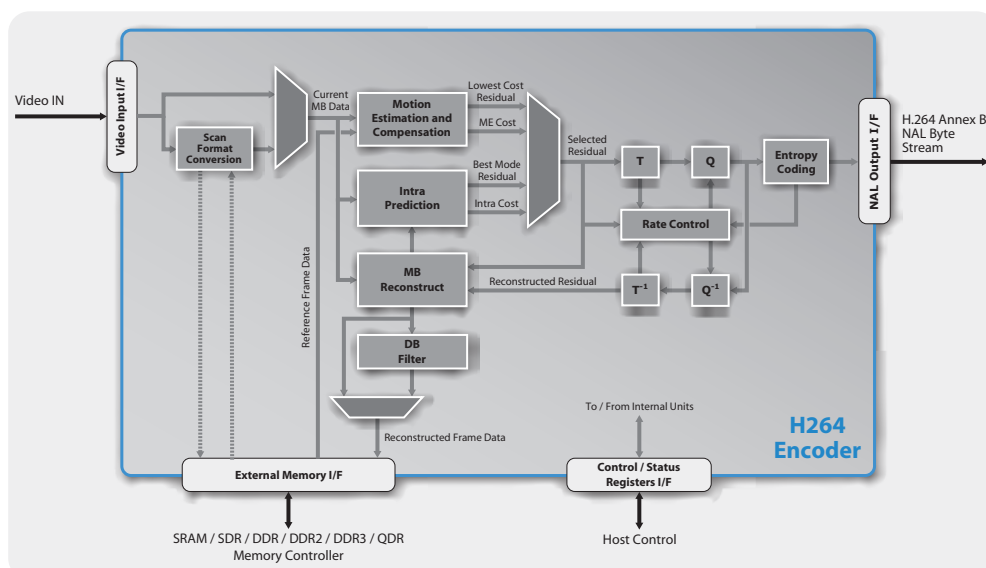 Video IN
Video Input I/F
Scan
Format
Conversion
Current
MB Data
Motion
Estimation and
Compensation
Lowest Cost
Residual
ME Cost
Intra
Prediction
Best Mode
Residual
Intra Cost
Selected
Residual
T
Q
Entropy
Coding
NAL Output I/F
H.264 Annex B
NAL Byte
Stream
Rate Control
MB
Reconstruct
Reconstructed Residual
T-1
Q-1
Reference Frame Data
DB
Filter
Reconstructed Frame Data
To / From Internal Units
H264
Encoder
External Memory I/F
Control / Status
Registers I/F
SRAM / SDR / DDR / DDR2 / DDR3 / QDR
Memory Controller
Host Control